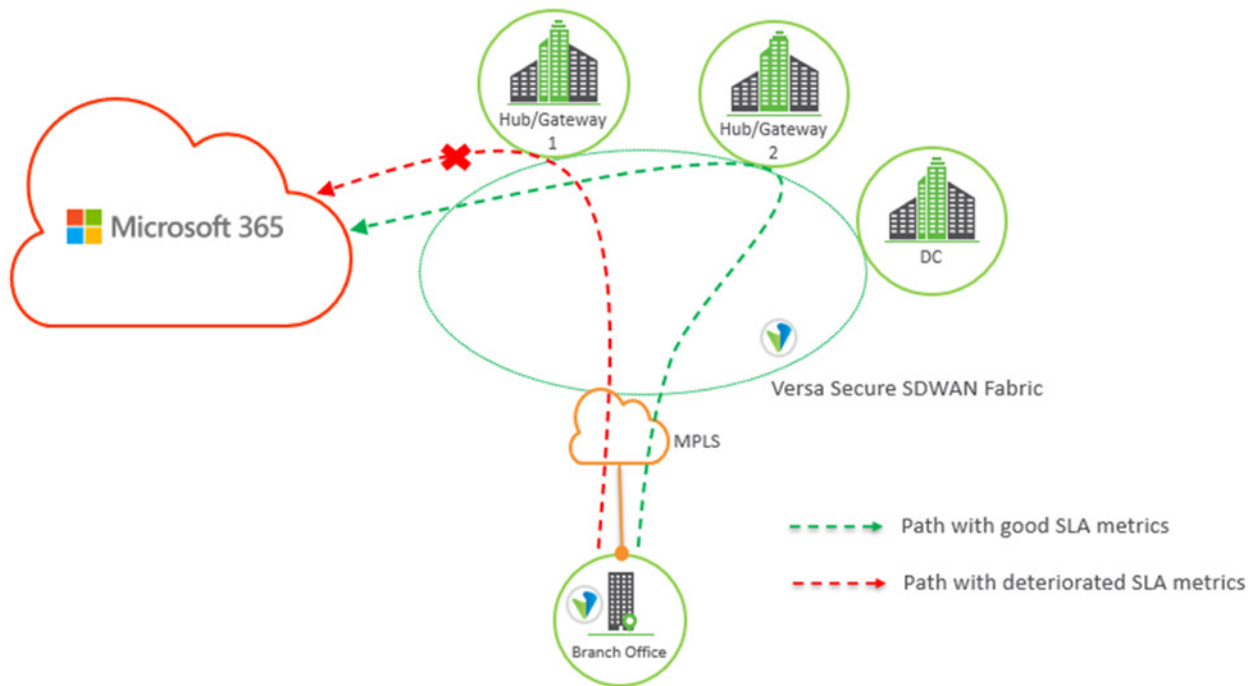 Hub/Gateway
1
Hub/Gateway
2
DC
Microsoft 365
Versa Secure SDWAN Fabric
MPLS
Path with good SLA metrics
Path with deteriorated SLA metrics
Branch Office